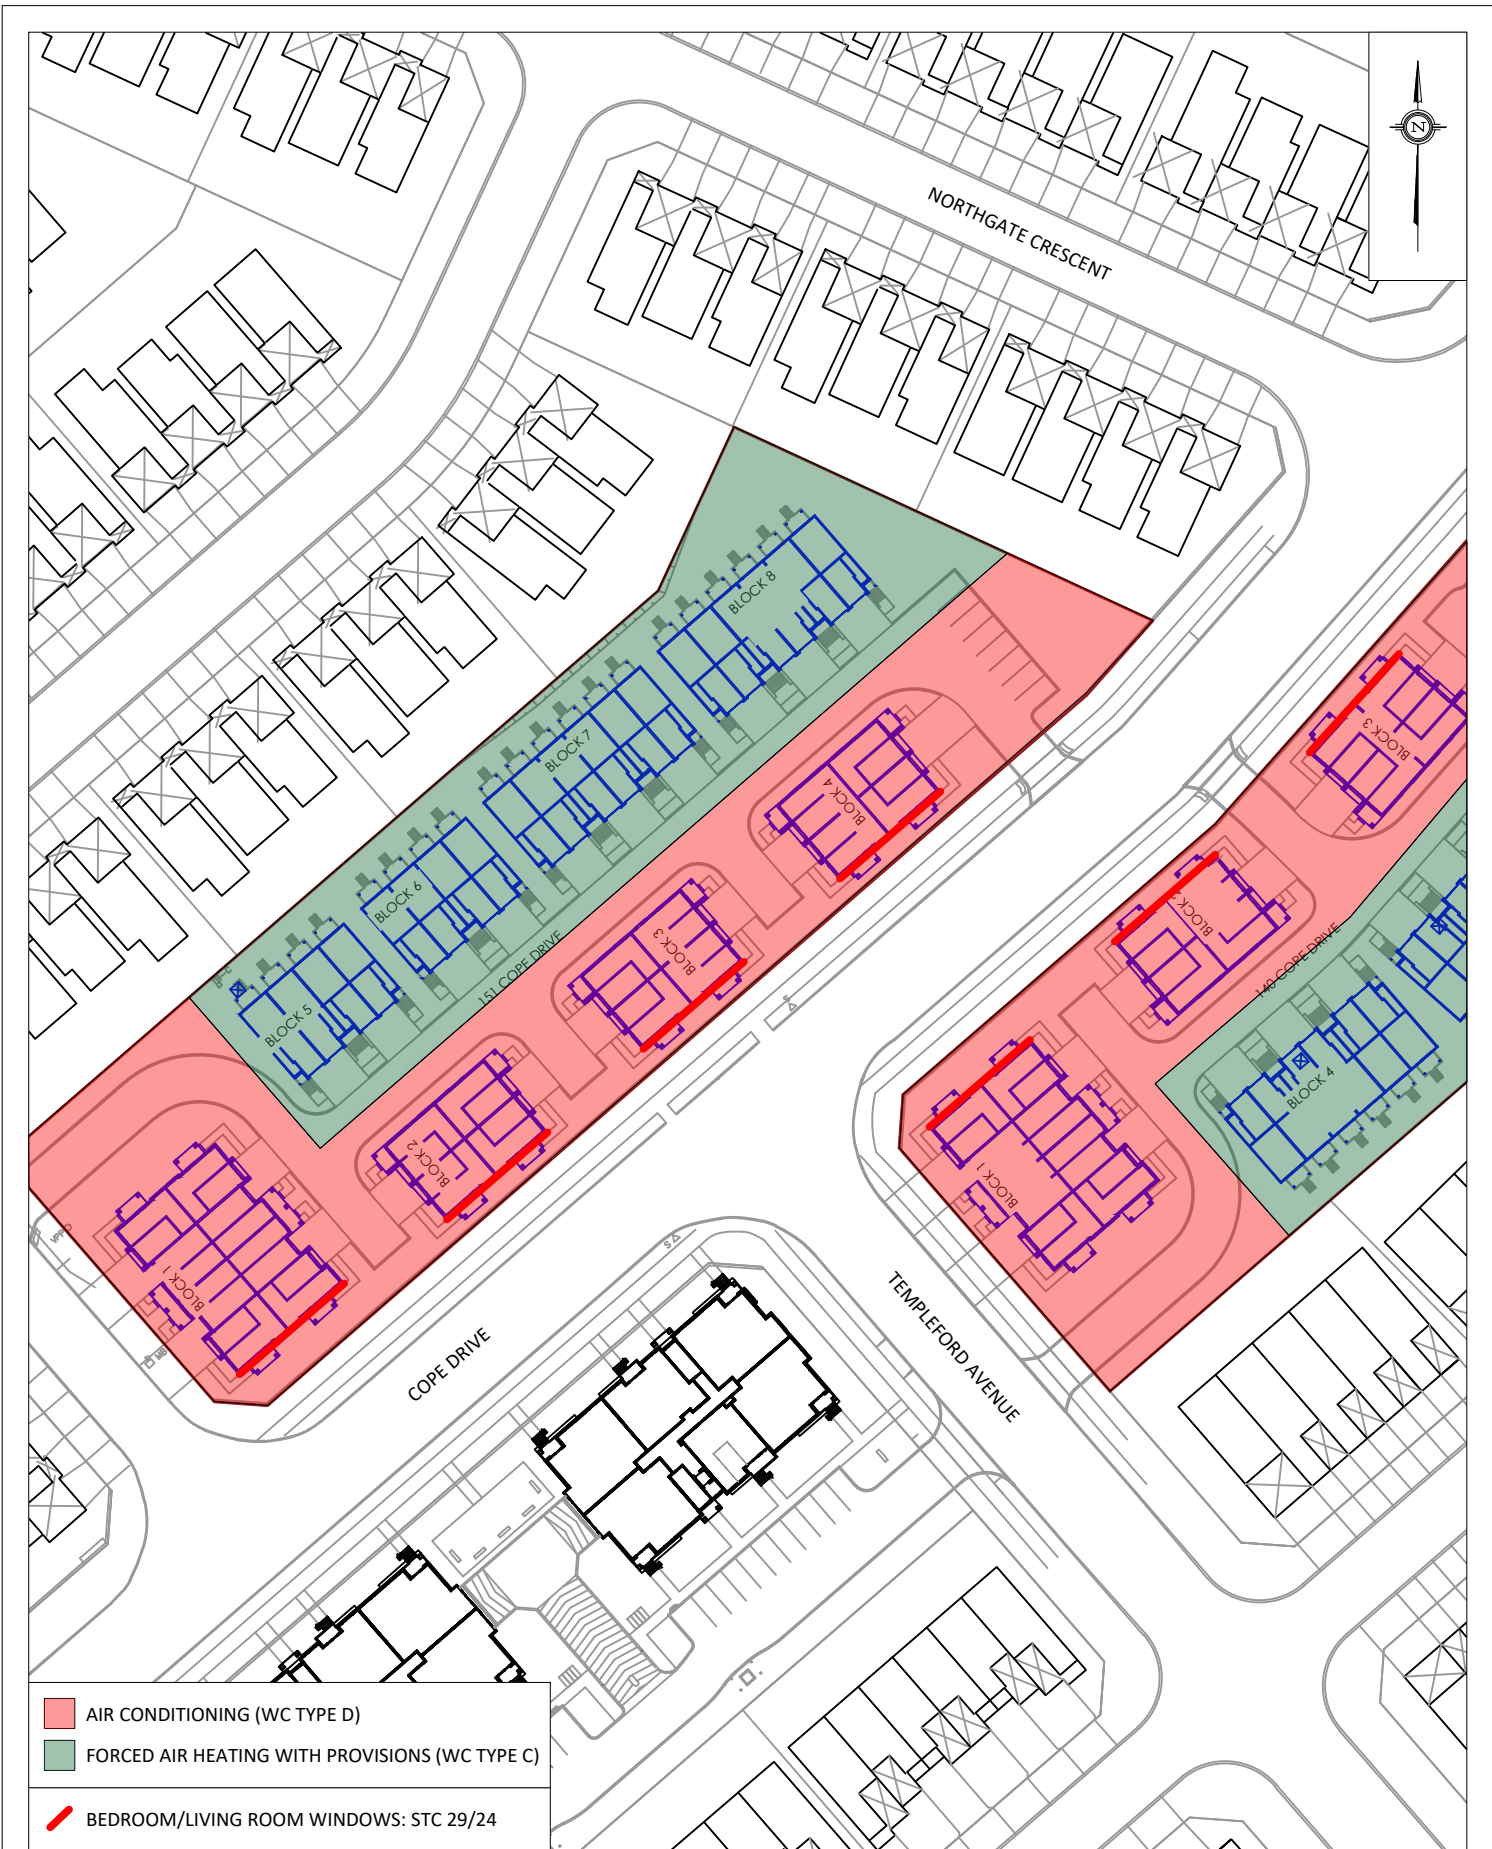 N
NORTHGATE CRESCENT
BLOCK 8
BLOCK 7
BLOCK 3
BLOCK 4
BLOCK 6
BLOCK 2
BLOCK 3
151 COPE DRIVE
140 COPE DRIVE
BLOCK 5
S
BLOCK 4
BLOCK 2
BLOCK 1
S
BLOCK 1
TEMPLEFORD AVENUE
COPE DRIVE
AIR CONDITIONING (WC TYPE D)
FORCED AIR HEATING WITH PROVISIONS (WC TYPE C)
BEDROOM/LIVING ROOM WINDOWS: STC 29/24